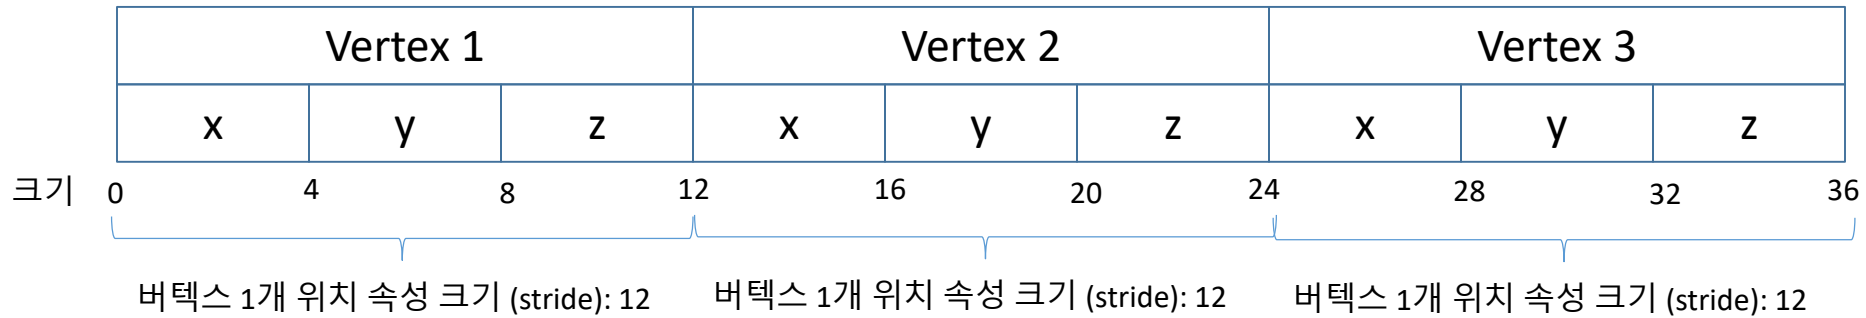 Vertex 1 Vertex 2 Vertex 3
x y z x y z x y z
크기 0 4 8 12 16 20 24 28 32 36
버텍스 1개 위치 속성 크기 (stride): 12 버텍스 1개 위치 속성 크기 (stride): 12 버텍스 1개 위치 속성 크기 (stride): 12